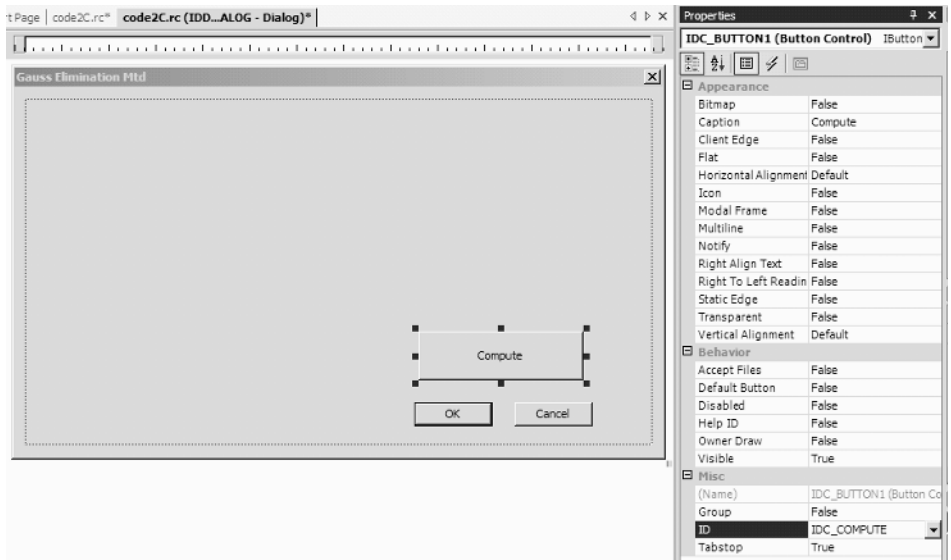 t Page code2C.rc* code2C.rc (IDD...ALOG - Dialog)*
Gauss Elimination Mtd
Compute
OK Cancel
Properties
IDC_BUTTON1 (Button Control) IButton
Appearance
Bitmap False
Caption Compute
Client Edge False
Flat False
Horizontal Alignment Default
Icon False
Modal Frame False
Multiline False
Notify False
Right Align Text False
Right To Left Readin False
Static Edge False
Transparent False
Vertical Alignment Default
Behavior
Accept Files False
Default Button False
Disabled False
Help ID False
Owner Draw False
Visible True
Misc
(Name) IDC_BUTTON1 (Button Co
Group False
ID IDC_COMPUTE
Tabstop True